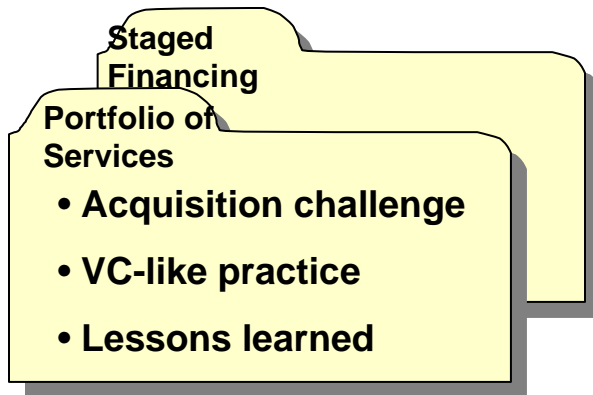 Staged
Financing
Portfolio of
Services
• Acquisition challenge
• VC-like practice
• Lessons learned